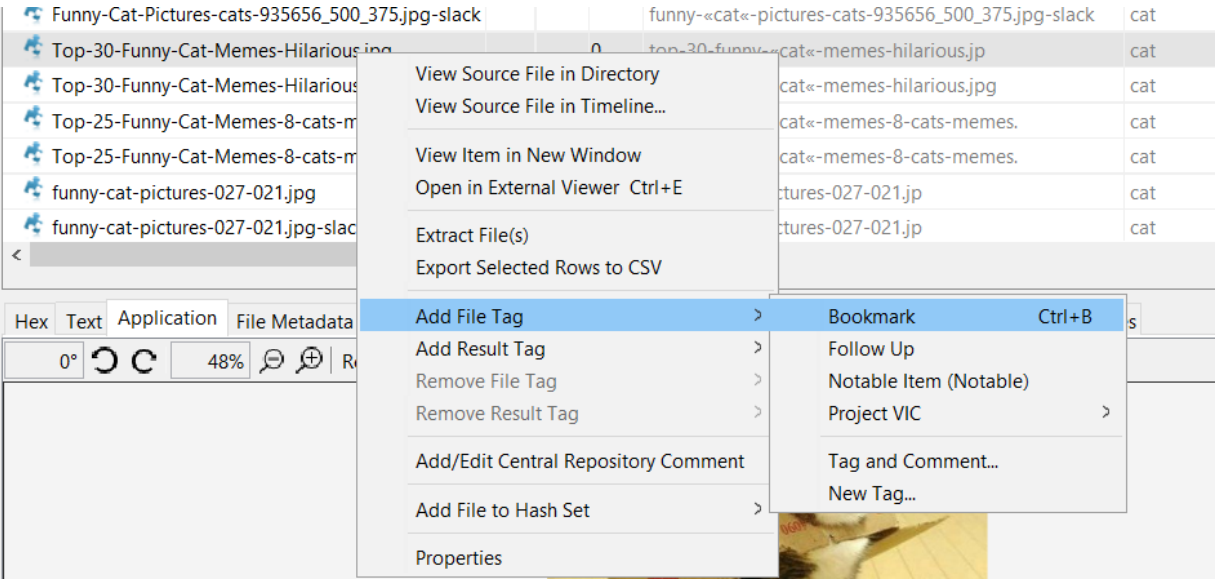 Funny-Cat-Pictures-cats-935656_500_375.jpg-slack funny-«cat«-pictures-cats-935656_500_375.jpg-slack cat
Top-30-Funny-Cat-Memes-Hilarious.jpg 0 top-30-funny-«cat«-memes-hilarious.jp cat
Top-30-Funny-Cat-Memes-Hilarious cat«-memes-hilarious.jpg cat
Top-25-Funny-Cat-Memes-8-cats-m cat«-memes-8-cats-memes. cat
Top-25-Funny-Cat-Memes-8-cats-m cat«-memes-8-cats-memes. cat
funny-cat-pictures-027-021.jpg ctures-027-021.jp cat
funny-cat-pictures-027-021.jpg-slac ctures-027-021.jp cat
View Source File in Directory
View Source File in Timeline...
View Item in New Window
Open in External Viewer Ctrl+E
Extract File(s)
Export Selected Rows to CSV
Add File Tag >
Add Result Tag >
Remove File Tag >
Remove Result Tag >
Add/Edit Central Repository Comment
Add File to Hash Set >
Properties
Bookmark Ctrl+B
Follow Up
Notable Item (Notable)
Project VIC >
Tag and Comment...
New Tag...
Hex Text Application File Metadata
0° 48%